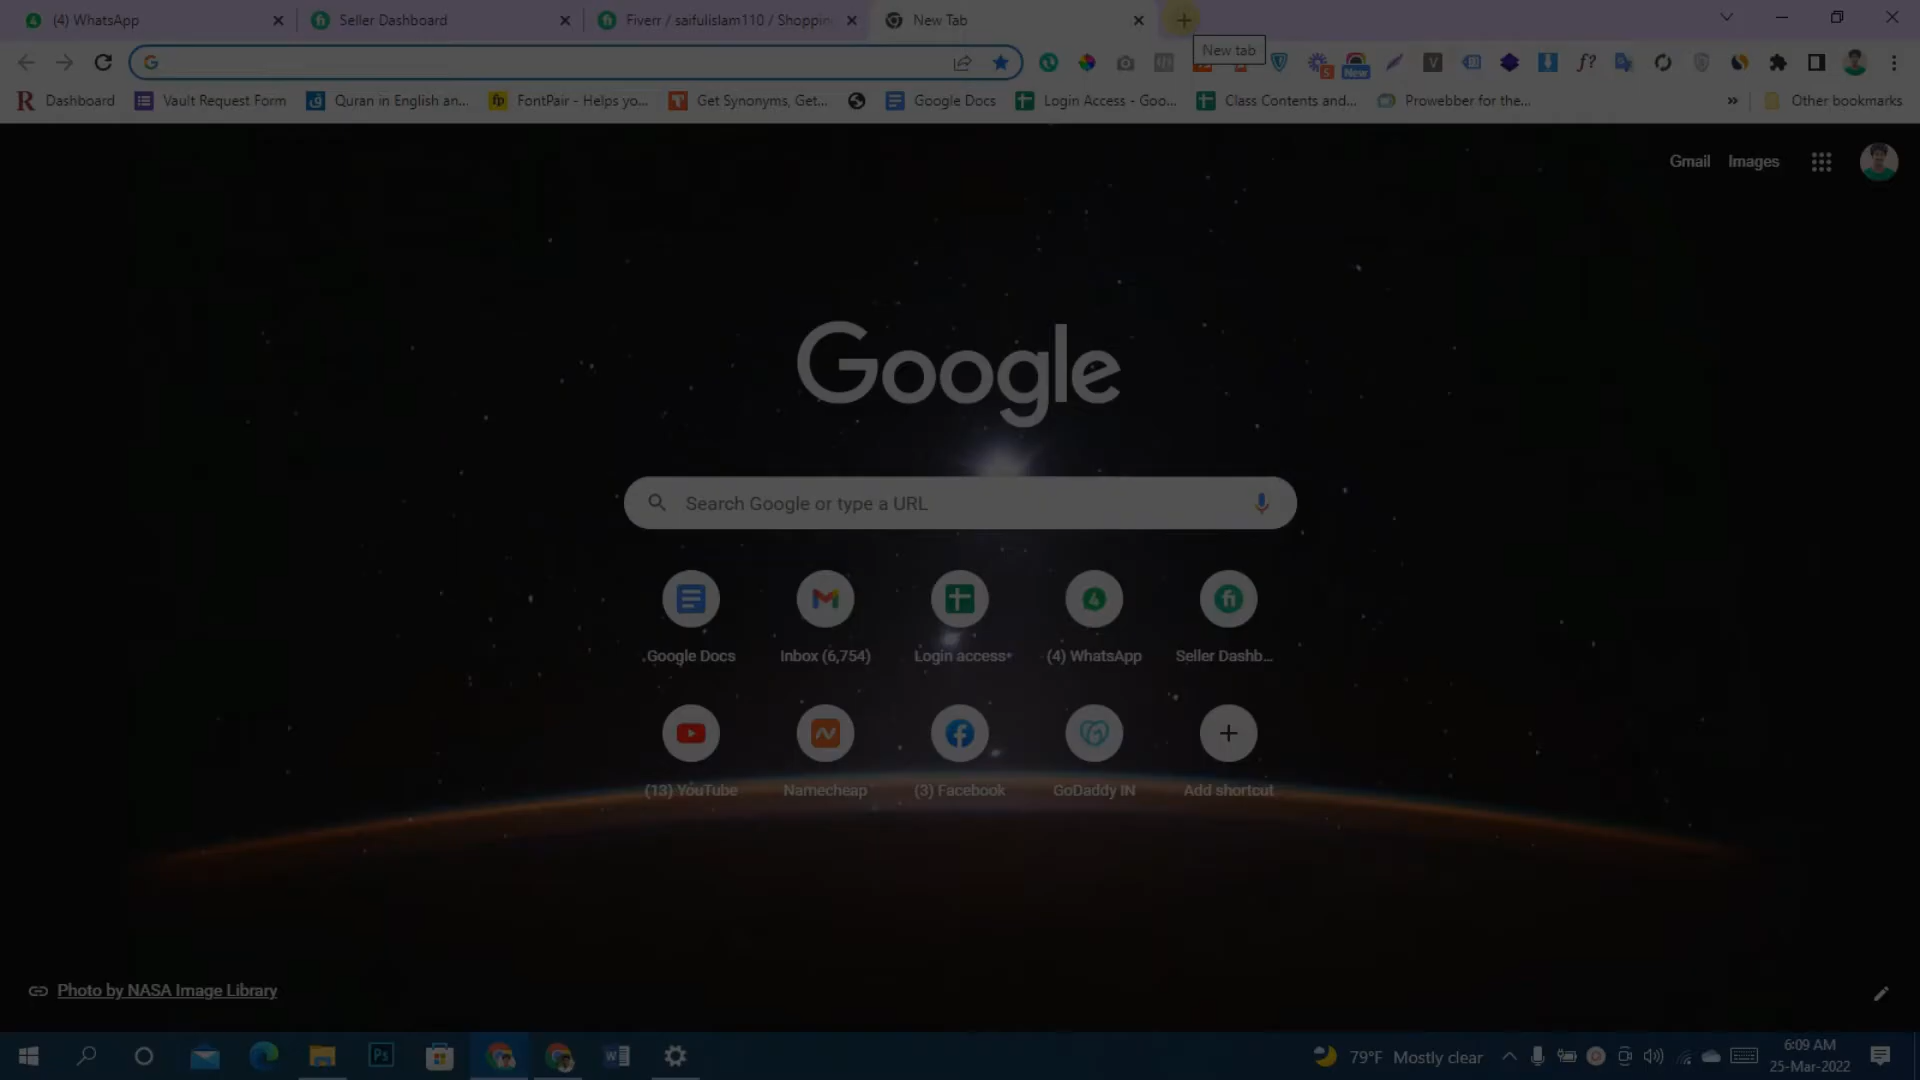 (4) WhatsApp
Seller Dashboard
Fiverr / saifulislam110 / Shoppin
New Tab
New tab
New
Dashboard
Vault Request Form
Quran in English an...
FontPair - Helps yo...
Get Synonyms, Get...
Google Docs
Login Access - Goo...
Class Contents and...
Prowebber for the...
Other bookmarks
Gmail Images
Google
Search Google or type a URL
Google Docs
Inbox (6,754)
Login access
(4) WhatsApp
Seller Dashb...
(13) YouTube
Namecheap
(3) Facebook
GoDaddy IN
Add shortcut
Photo by NASA Image Library
79°F Mostly clear
6:09 AM
25-Mar-2022